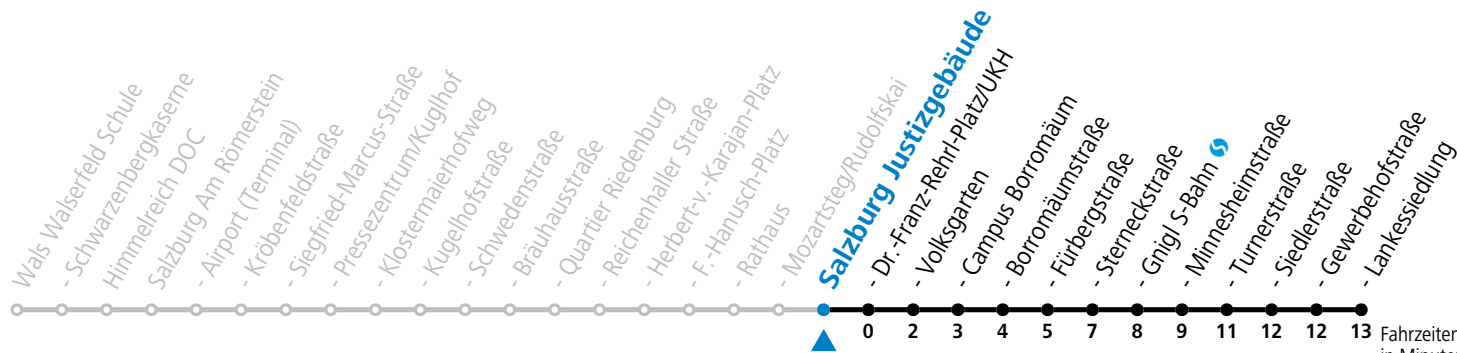 Wals Walserfeld Schule
- Schwarzenbergkaserne
Himmelreich DOC
Salzburg Am Römerstein
- Airport (Terminal)
- Kröbenfeldstraße
- Siegfried-Marcus-Straße
- Pressezentrum/Kuglhof
- Klostermaierhofweg
- Kugelhofstraße
- Schwedenstraße
- Bräuhausstraße
- Quartier Riedenburg
- Reichenhaller Straße
- Herbert-v.-Karajan-Platz
- F.-Hanusch-Platz
- Rathaus
- Mozartsteg/Rudolfskai
Salzburg Justizgebäude
- Dr.-Franz-Rehrl-Platz/UKH
- Volksgarten
- Campus Borromäum
- Borromäumstraße
- Fürbergstraße
- Sterneckstraße
- Gnigl S-Bahn
- Minnesheimstraße
- Turnerstraße
- Siedlerstraße
- Gewerbehofstraße
- Lankessiedlung
0 2 3 4 5 7 8 9 11 12 12 13
Fahrzeiten
in Minuten